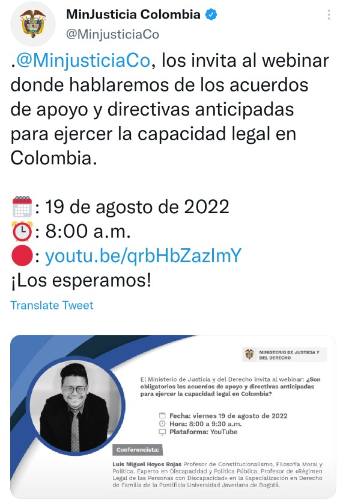 MinJusticia Colombia
@MinjusticiaCo
.@MinjusticiaCo, los invita al webinar
donde hablaremos de los acuerdos
de apoyo y directivas anticipadas
para ejercer la capacidad legal en
Colombia.
: 19 de agosto de 2022
: 8:00 a.m.
: youtu.be/qrbHbZazImY
¡Los esperamos!
Translate Tweet
MINISTERIO DE JUSTICIA Y
DEL DERECHO
El Ministerio de Justicia y del Derecho invita al webinar: ¿Son
obligatorios los acuerdos de apoyo y directivas anticipadas
para ejercer la capacidad legal en Colombia?
Fecha: viernes 19 de agosto de 2022
Hora: 8:00 a 9:30 a.m.
Plataforma: YouTube
Conferencista:
Luis Miguel Hoyos Rojas Profesor de Constitucionalismo, Filosofía Moral y
Política. Experto en Discapacidad y Política Pública. Profesor de «Régimen
Legal de las Personas con Discapacidad» en la Especialización en Derecho
de Familia de la Pontificia Universidad Javeriana de Bogotá.